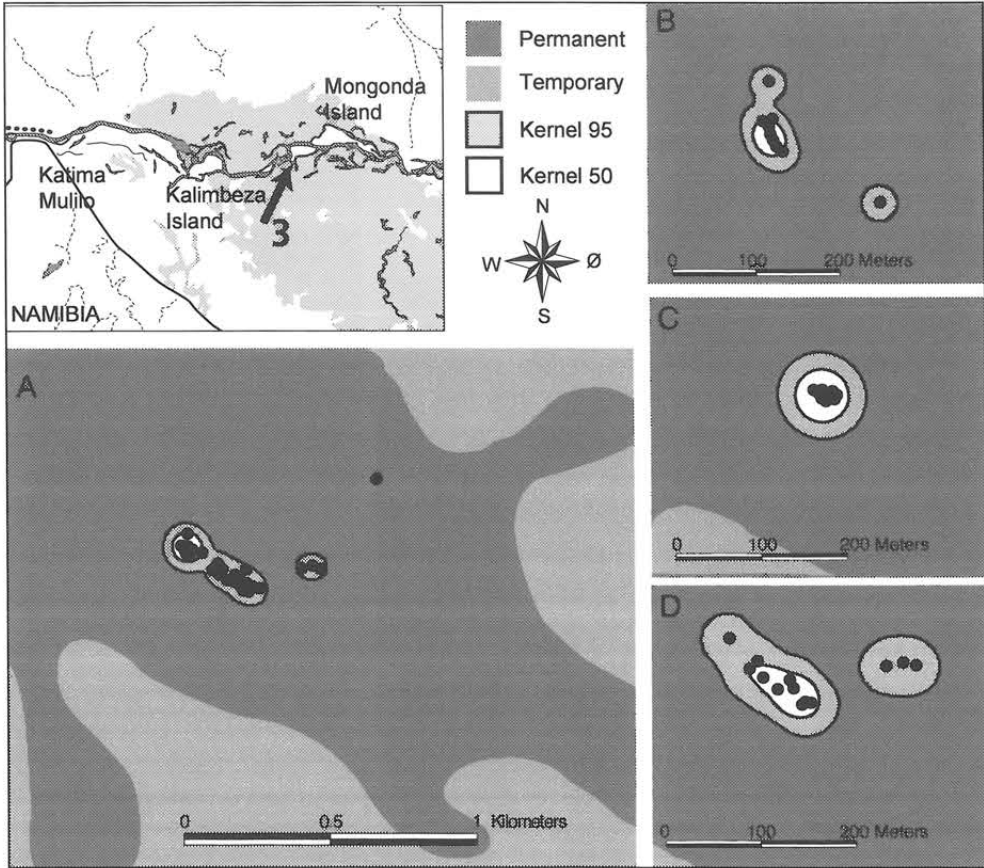 Mongonda
Island
Katima
Mulilo
Kalimbeza
Island
3
NAMIBIA
Permanent
Temporary
Kernel 95
Kernel 50
N
W Ø
S
B
0 100 200 Meters
C
0 100 200 Meters
A
0 0.5 1 Kilometers
D
0 100 200 Meters